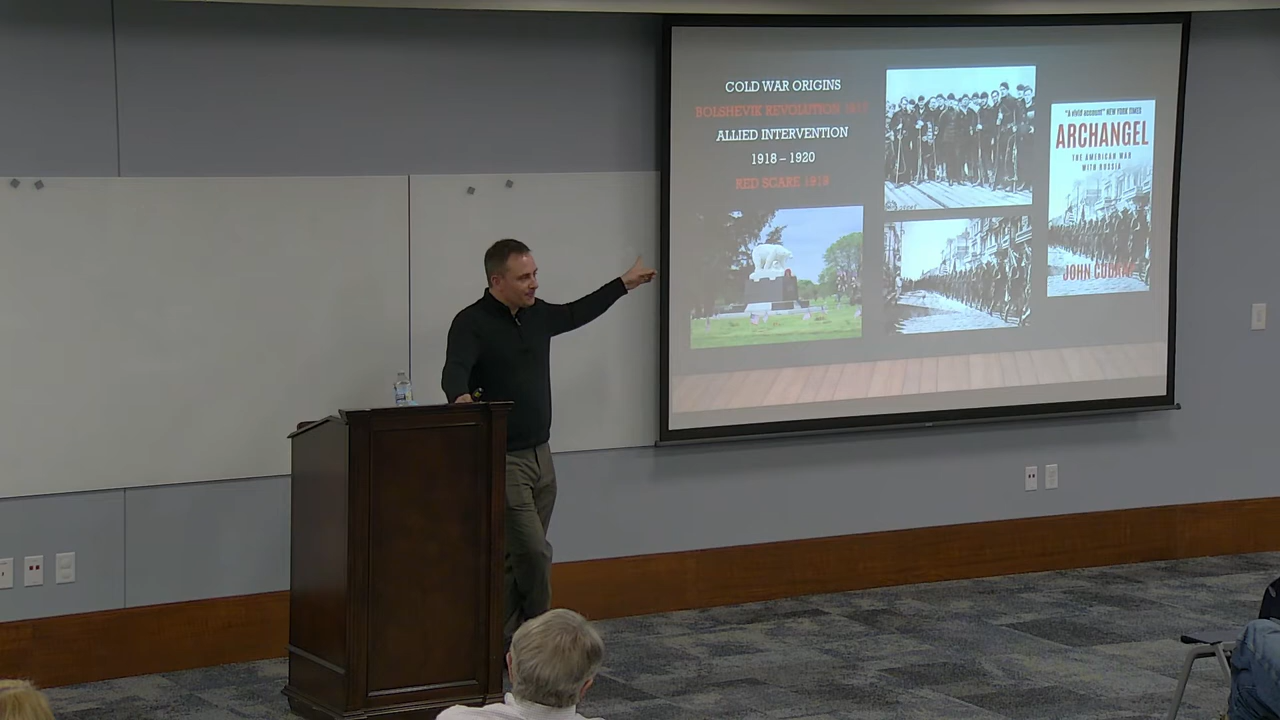 COLD WAR ORIGINS
BOLSHEVIK REVOLUTION 1917
ALLIED INTERVENTION
1918 – 1920
RED SCARE 1919
"A vivid account" NEW YORK TIMES
ARCHANGEL
THE AMERICAN WAR
WITH RUSSIA
JOHN